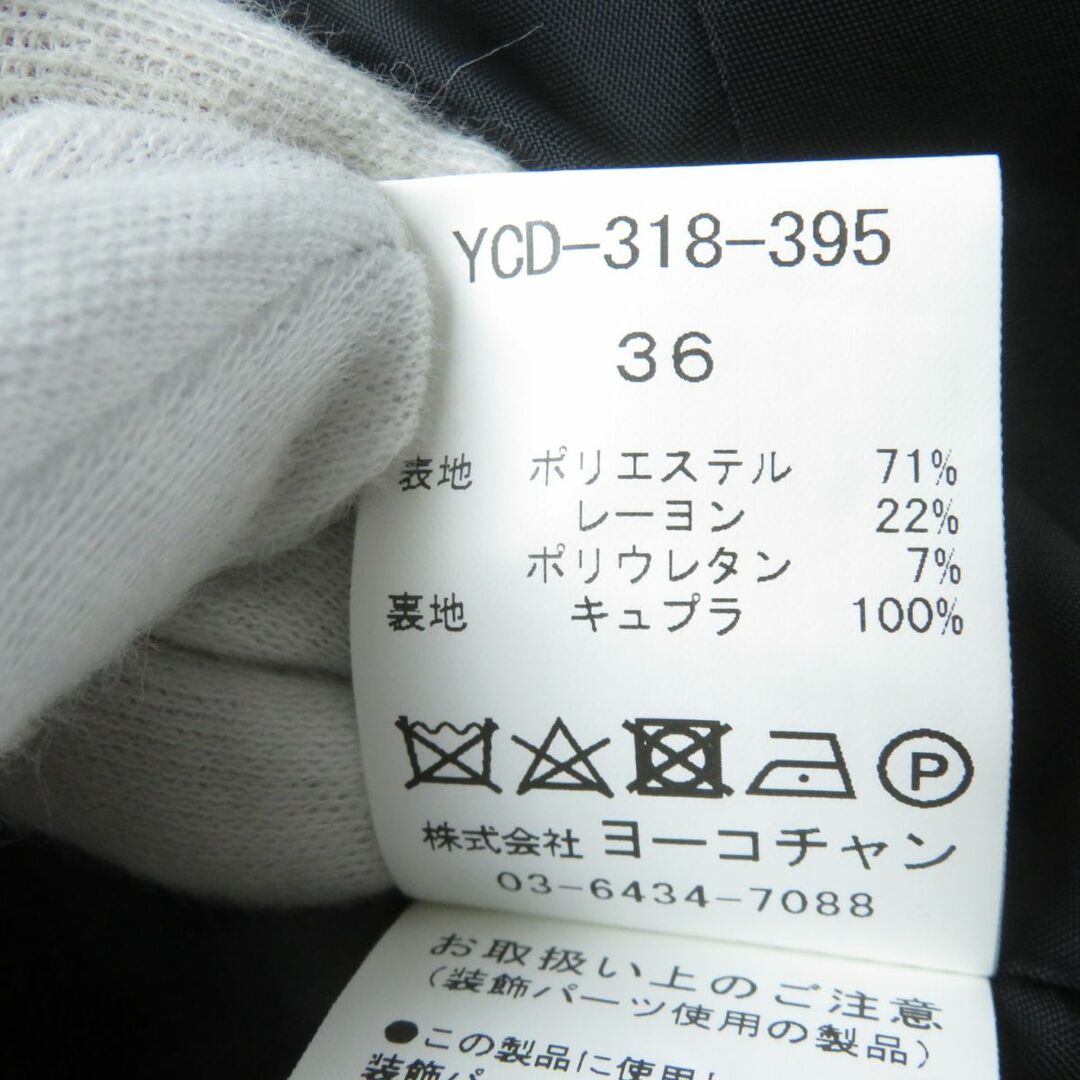 YCD-318-395
36
表地 ポリエステル 71%
レーヨン 22%
ポリウレタン 7%
裏地 キュプラ 100%
P
株式会社 ヨーコチャン
03-6434-7088
お取扱い上のご注意
(装飾パーツ使用の製品)
●この製品に使用
装飾パ